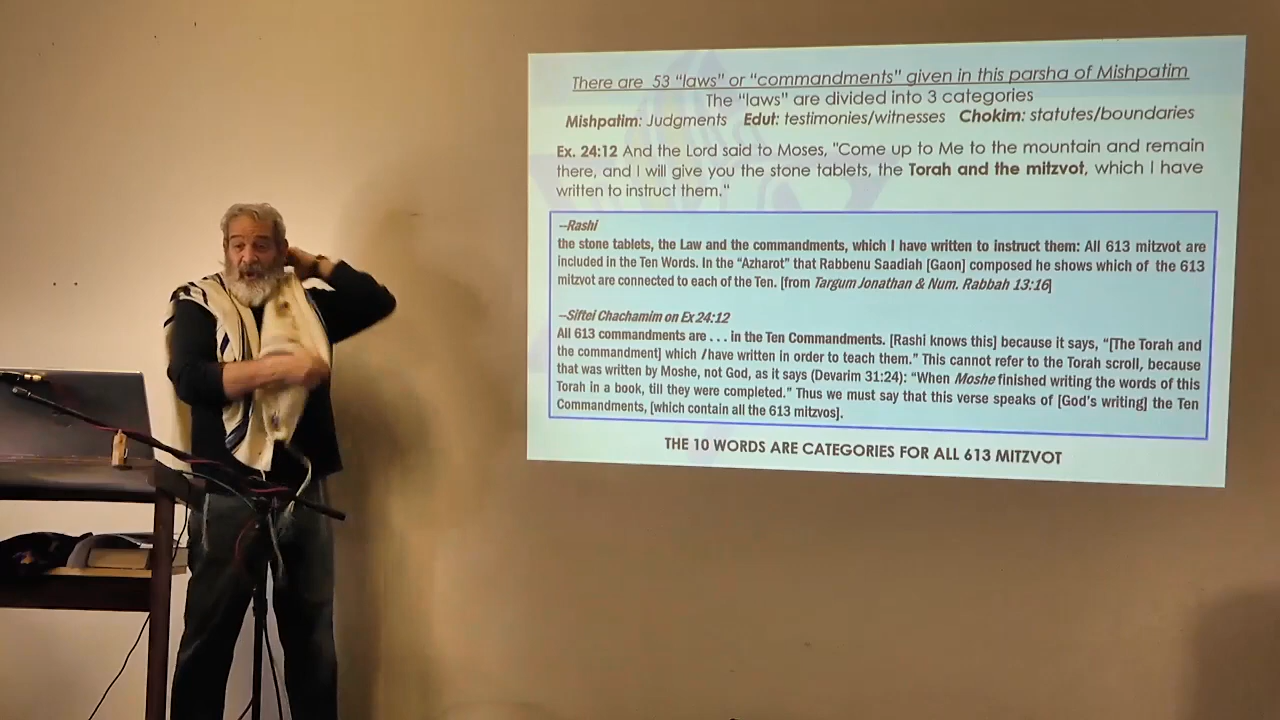 There are 53 “laws” or “commandments” given in this parsha of Mishpatim
The “laws” are divided into 3 categories
Mishpatim: Judgments Edut: testimonies/witnesses Chokim: statutes/boundaries
Ex. 24:12 And the Lord said to Moses, "Come up to Me to the mountain and remain
there, and I will give you the stone tablets, the Torah and the mitzvot, which I have
written to instruct them."
--Rashi
the stone tablets, the Law and the commandments, which I have written to instruct them: All 613 mitzvot are
included in the Ten Words. In the “Azharot” that Rabbenu Saadiah [Gaon] composed he shows which of the 613
mitzvot are connected to each of the Ten. [from Targum Jonathan & Num. Rabbah 13:16]
--Siftei Chachamim on Ex 24:12
All 613 commandments are . . . in the Ten Commandments. [Rashi knows this] because it says, “[The Torah and
the commandment] which I have written in order to teach them.” This cannot refer to the Torah scroll, because
that was written by Moshe, not God, as it says (Devarim 31:24): “When Moshe finished writing the words of this
Torah in a book, till they were completed.” Thus we must say that this verse speaks of [God’s writing] the Ten
Commandments, [which contain all the 613 mitzvos].
THE 10 WORDS ARE CATEGORIES FOR ALL 613 MITZVOT